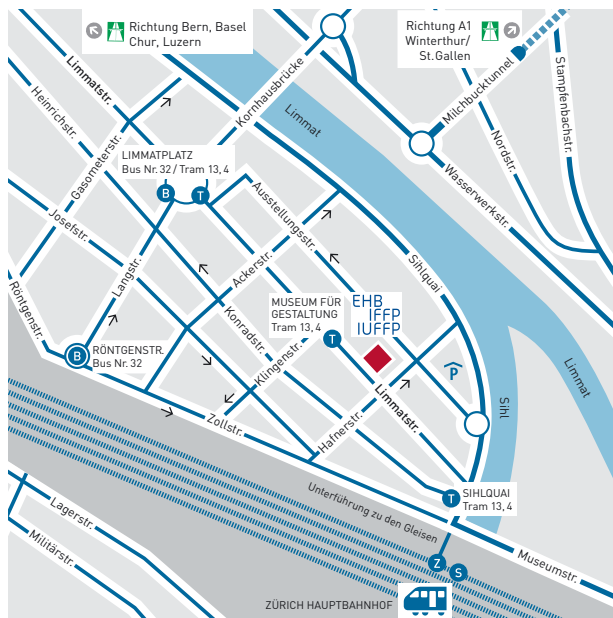 Richtung Bern, Basel
Chur, Luzern
Richtung A1
Winterthur/
St.Gallen
Limmatstr.
Heinrichstr.
Kornhausbrücke
Limmat
Milchbucktunnel
Stampfenbachstr.
Nordstr.
Gasometerstr.
LIMMATPLATZ
Bus Nr. 32 / Tram 13, 4
B
T
Wasserwerkstr.
Josefstr.
Ausstellungsstr.
Langstr.
Ackerstr.
Sihlquai
Röntgenstr.
MUSEUM FÜR
GESTALTUNG
Tram 13, 4
T
EHB
IFFP
IUFFP
Konradstr.
Klingenstr.
B
RÖNTGENSTR.
Bus Nr. 32
P
Limmat
Limmatstr.
Sihl
Zollstr.
Hafnerstr.
T
SIHLQUAI
Tram 13, 4
Unterführung zu den Gleisen
Lagerstr.
Militärstr.
Museumstr.
Z
S
ZÜRICH HAUPTBAHNHOF